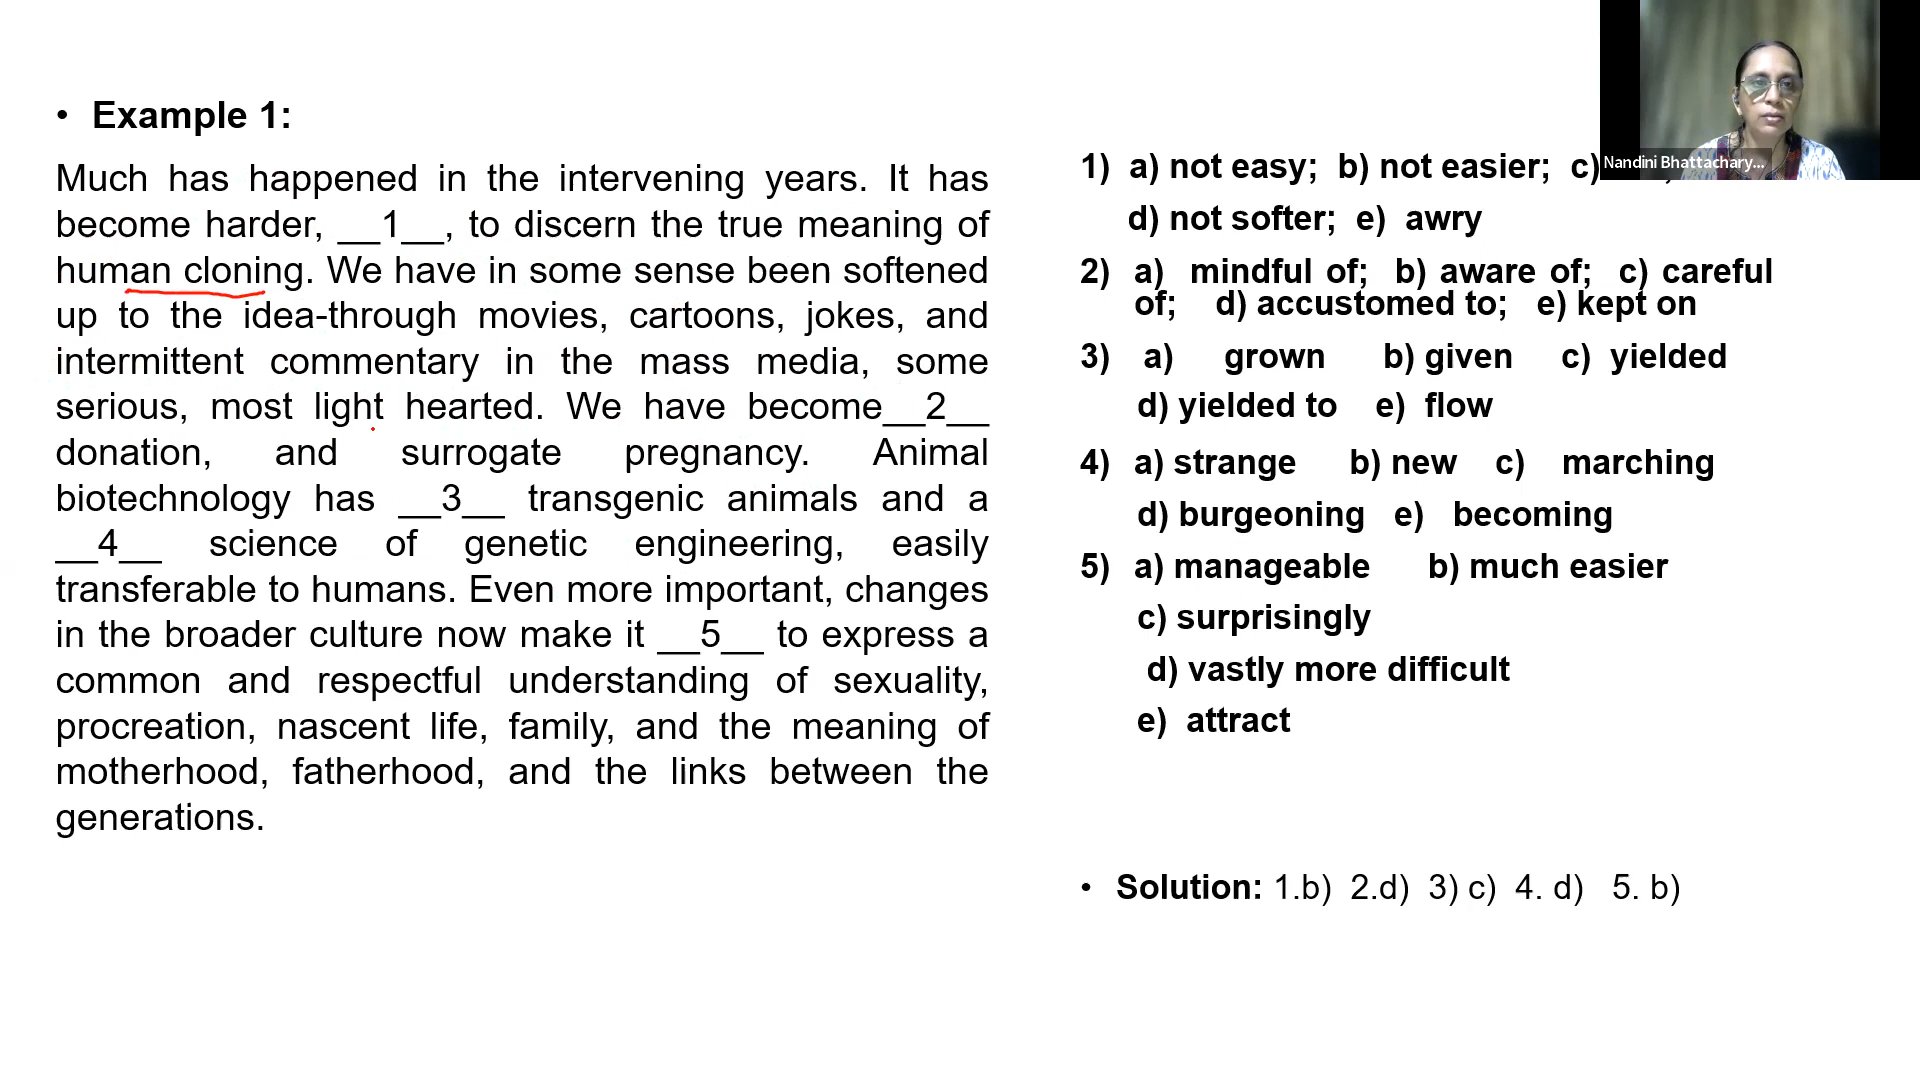 • Example 1:
Much has happened in the intervening years. It has
become harder, __1__, to discern the true meaning of
human cloning. We have in some sense been softened
up to the idea-through movies, cartoons, jokes, and
intermittent commentary in the mass media, some
serious, most light hearted. We have become__2__
donation, and surrogate pregnancy. Animal
biotechnology has __3__ transgenic animals and a
__4__ science of genetic engineering, easily
transferable to humans. Even more important, changes
in the broader culture now make it __5__ to express a
common and respectful understanding of sexuality,
procreation, nascent life, family, and the meaning of
motherhood, fatherhood, and the links between the
generations.
1) a) not easy; b) not easier; c)
d) not softer; e) awry
2) a) mindful of; b) aware of; c) careful
of; d) accustomed to; e) kept on
3) a) grown b) given c) yielded
d) yielded to e) flow
4) a) strange b) new c) marching
d) burgeoning e) becoming
5) a) manageable b) much easier
c) surprisingly
d) vastly more difficult
e) attract
• Solution: 1.b) 2.d) 3) c) 4. d) 5. b)
Nandini Bhattachary...